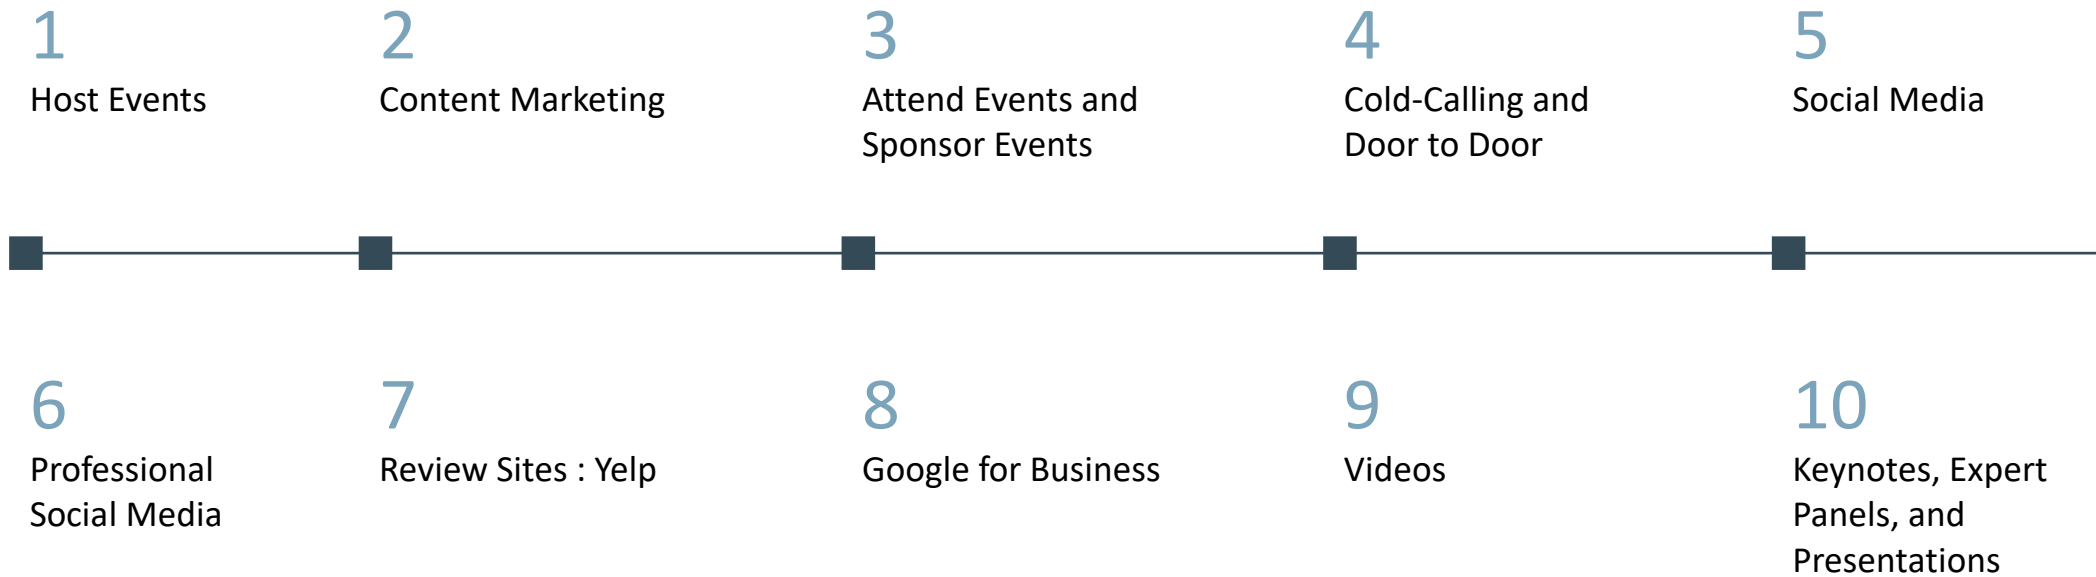 1
Host Events
2
Content Marketing
3
Attend Events and
Sponsor Events
4
Cold-Calling and
Door to Door
5
Social Media
6
Professional
Social Media
7
Review Sites : Yelp
8
Google for Business
9
Videos
10
Keynotes, Expert
Panels, and
Presentations